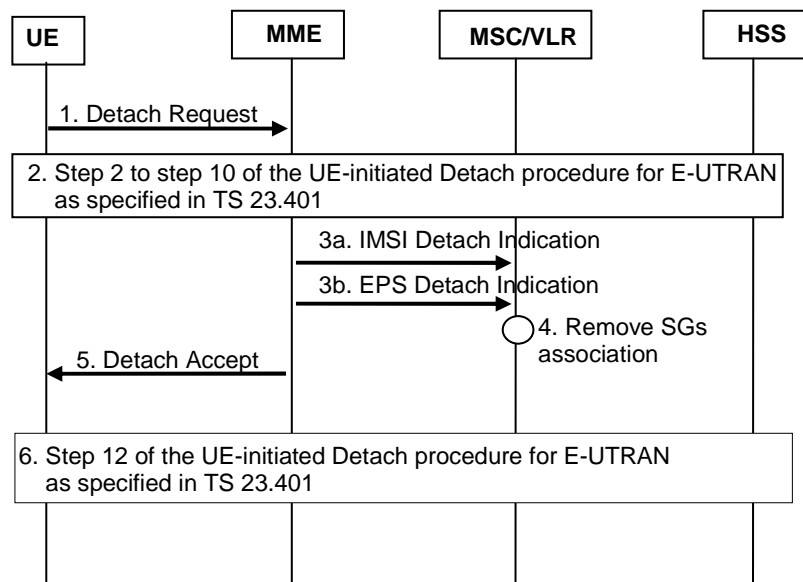 UE
MME
MSC/VLR
HSS
1. Detach Request
2. Step 2 to step 10 of the UE-initiated Detach procedure for E-UTRAN
as specified in TS 23.401
3a. IMSI Detach Indication
3b. EPS Detach Indication
4. Remove SGs
association
5. Detach Accept
6. Step 12 of the UE-initiated Detach procedure for E-UTRAN
as specified in TS 23.401